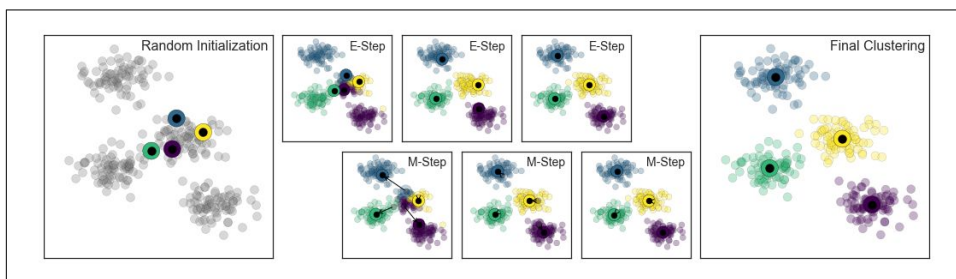 Random Initialization
E-Step
E-Step
E-Step
Final Clustering
M-Step
M-Step
M-Step